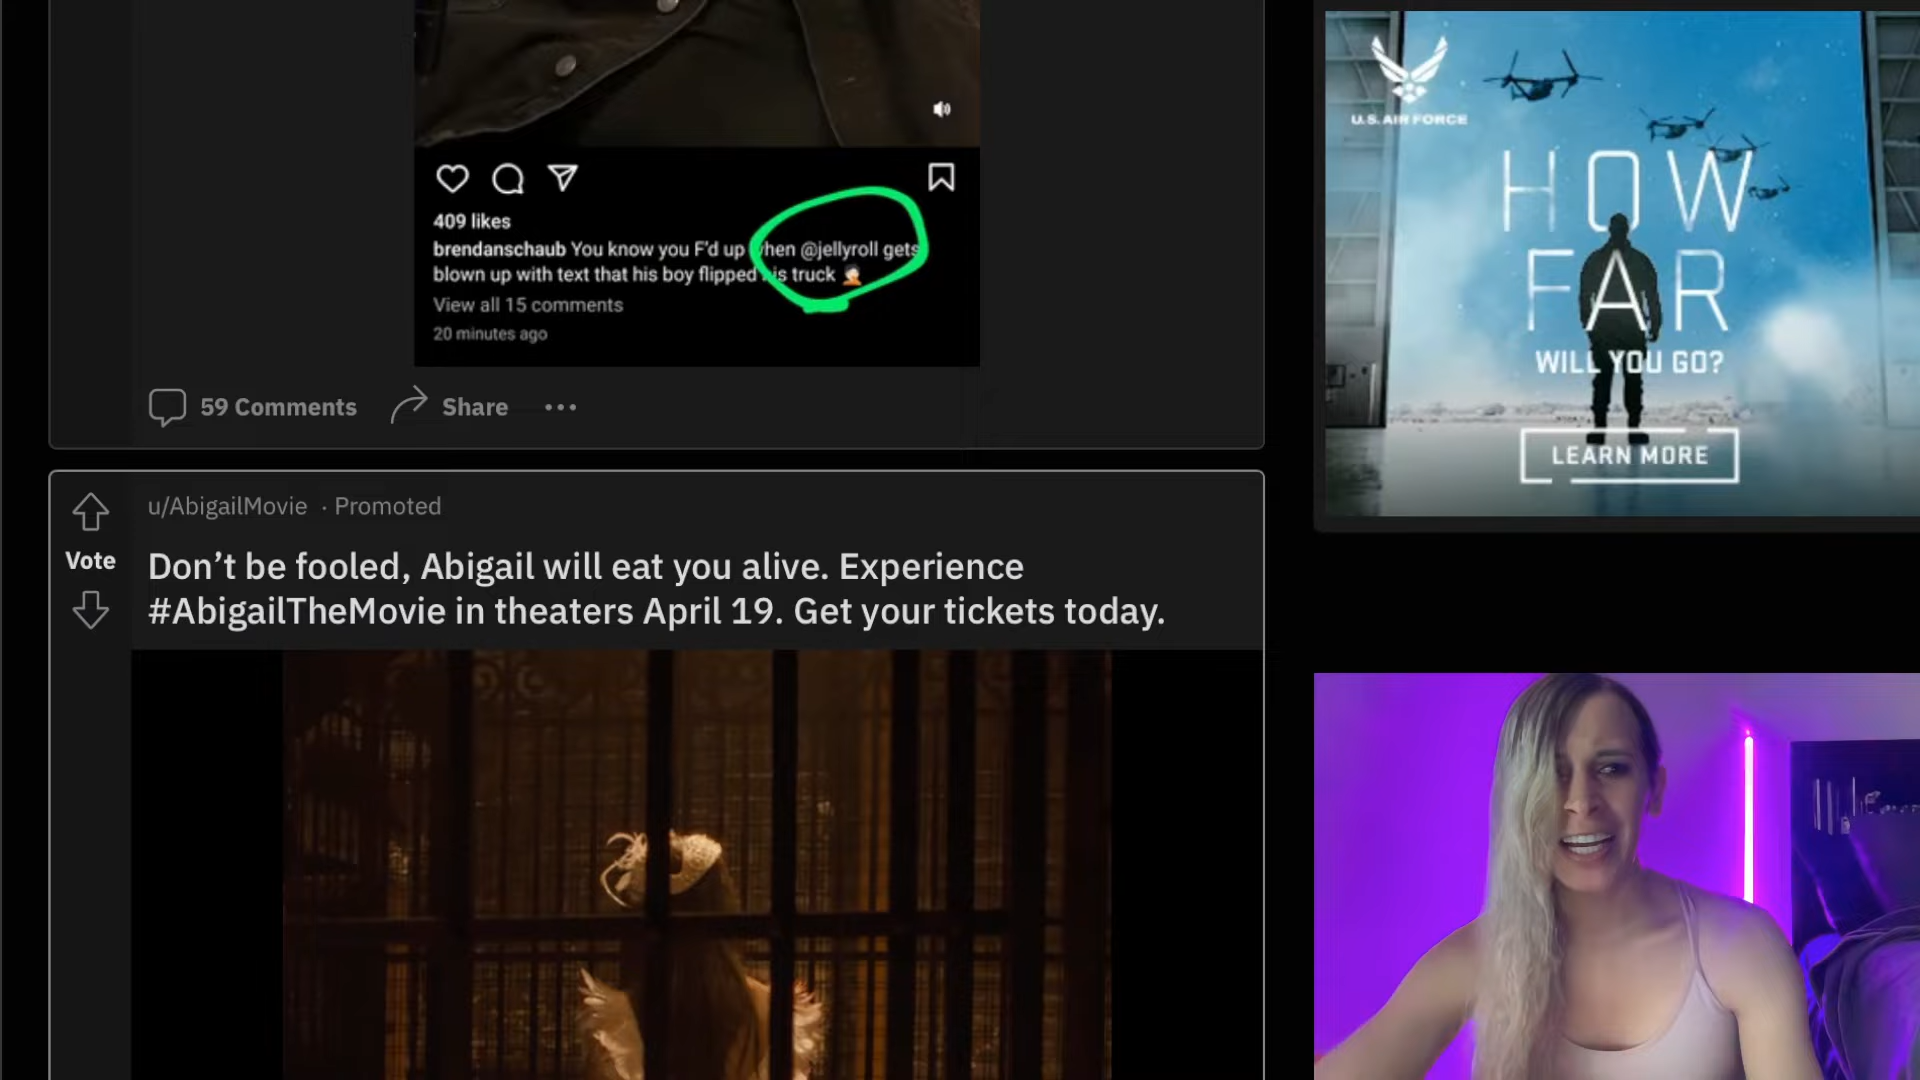 409 likes
brendanschaub You know you F'd up when @jellyroll gets
blown up with text that his boy flipped his truck 🤦🏻
View all 15 comments
20 minutes ago
59 Comments
Share
u/AbigailMovie · Promoted
Vote
Don’t be fooled, Abigail will eat you alive. Experience
#AbigailTheMovie in theaters April 19. Get your tickets today.
U.S. AIR FORCE
HOW
FAR
WILL YOU GO?
LEARN MORE